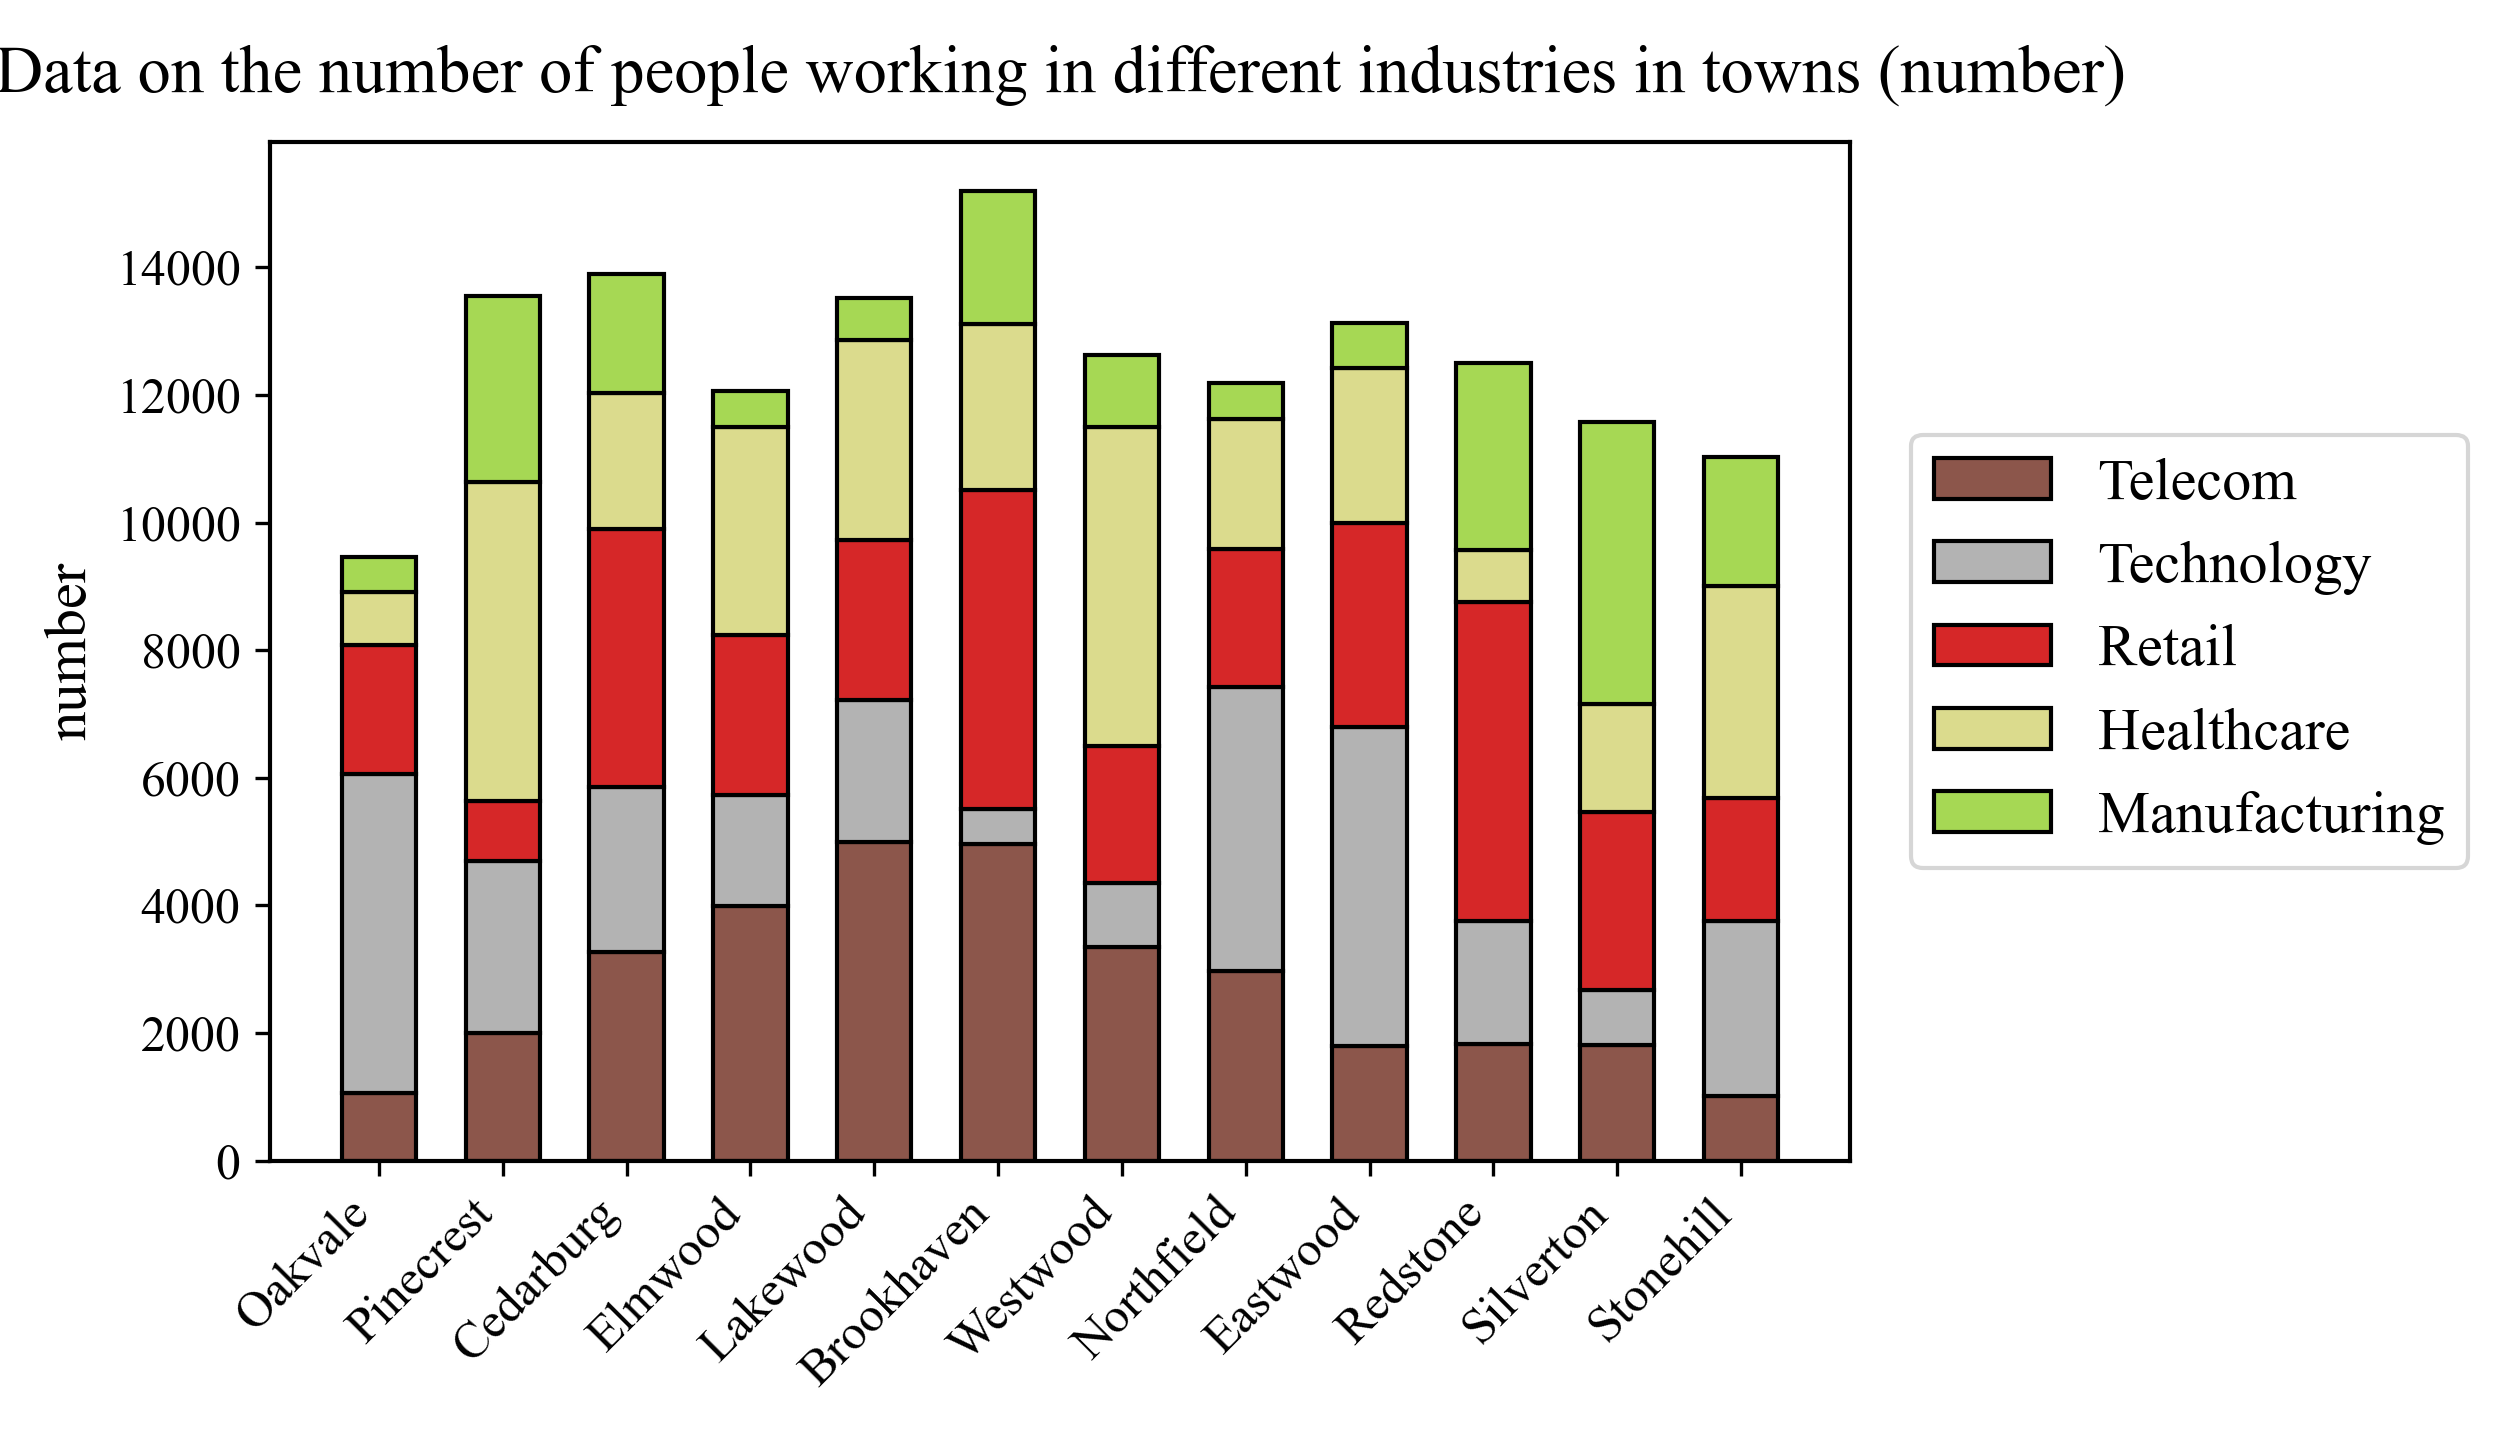 Data on the number of people working in different industries in towns (number)
number
14000
12000
10000
8000
6000
4000
2000
0
Oakvale
Pinecrest
Cedarburg
Elmwood
Lakewood
Brookhaven
Westwood
Northfield
Eastwood
Redstone
Silverton
Stonehill
Telecom
Technology
Retail
Healthcare
Manufacturing